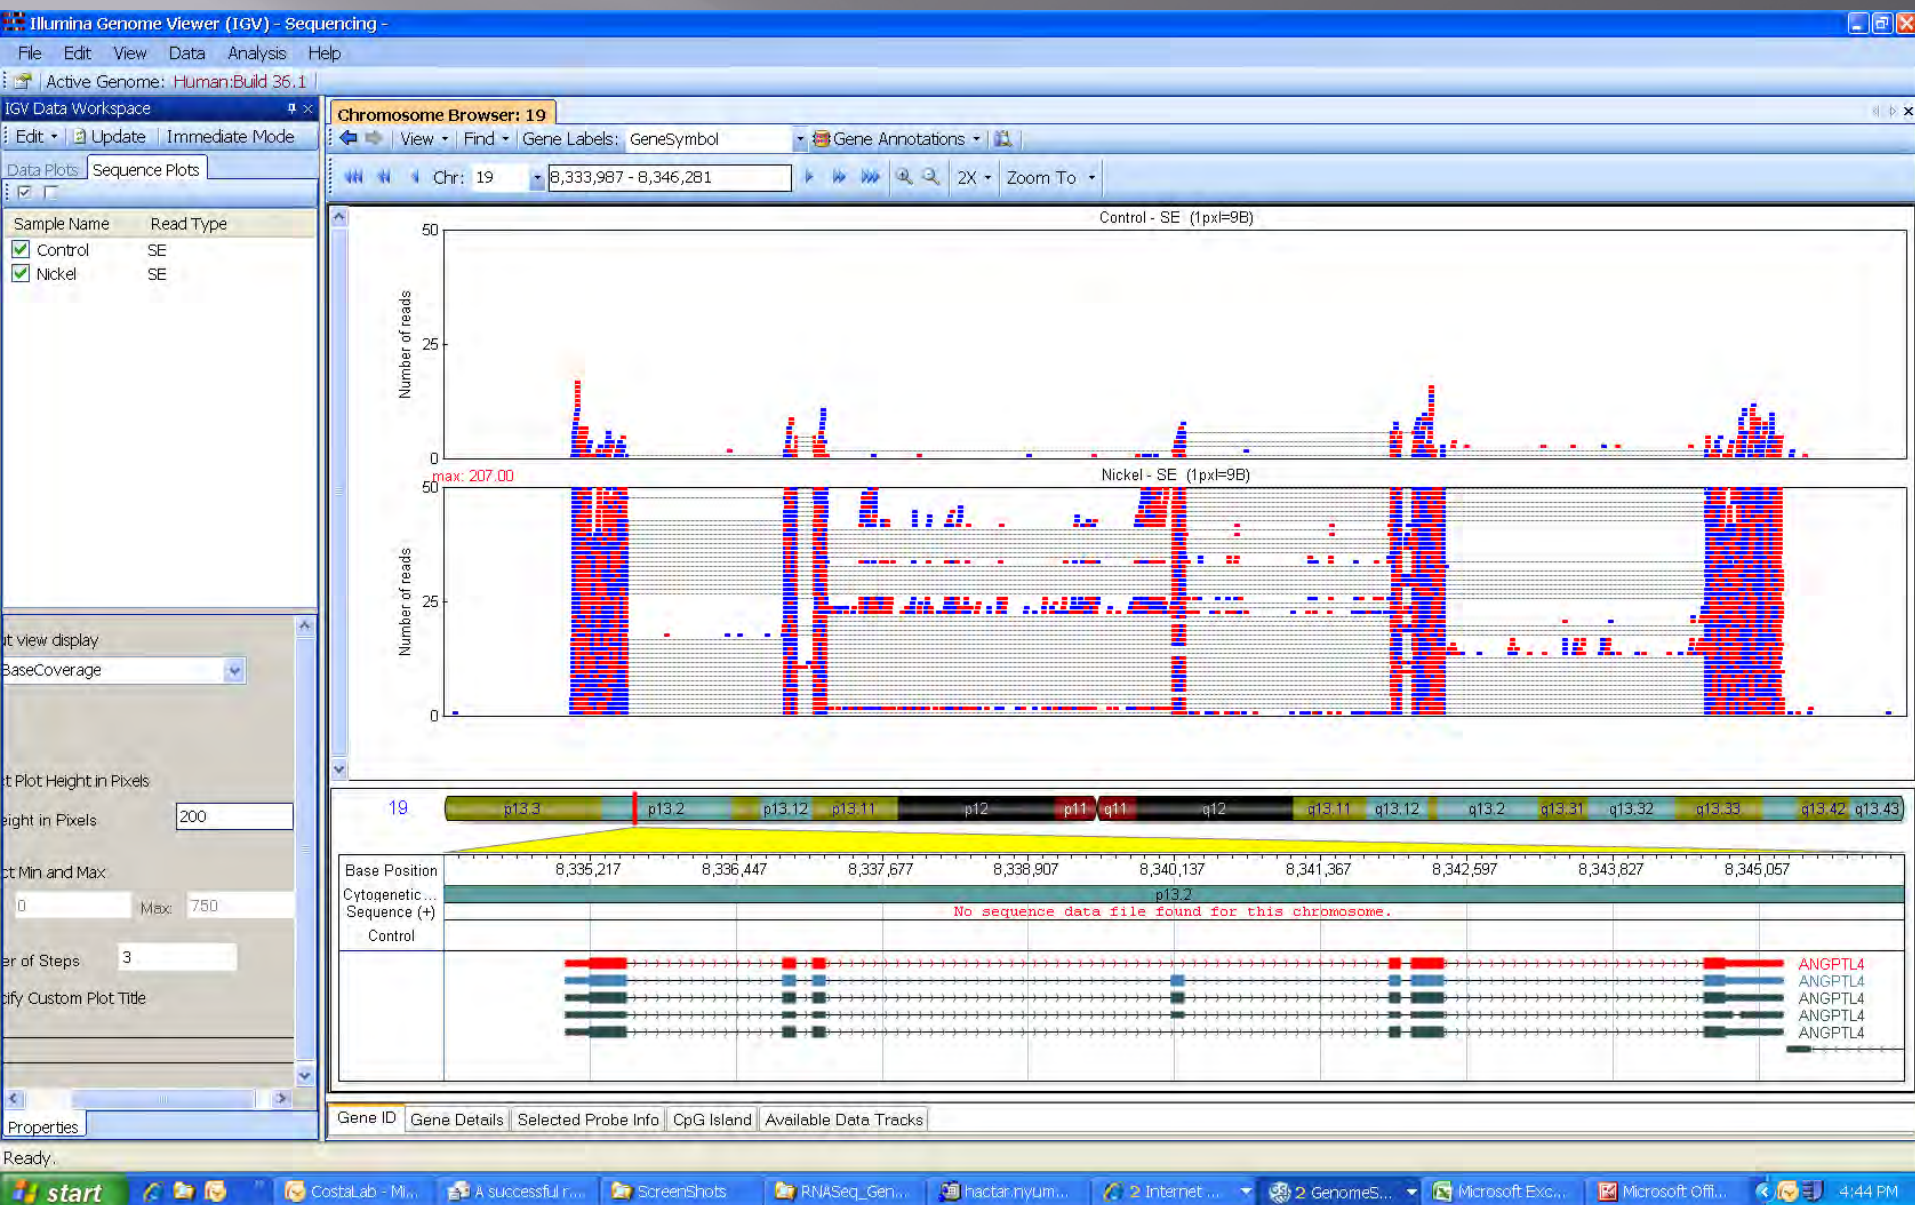 Illumina Genome Viewer (IGV) - Sequencing -
File Edit View Data Analysis Help
Active Genome: Human:Build 36.1
IGV Data Workspace
Edit Update Immediate Mode
Data Plots Sequence Plots
Sample Name Read Type
Control SE
Nickel SE
ut view display
BaseCoverage
ct Plot Height in Pixels
eight in Pixels 200
ct Min and Max
0 Max: 750
er of Steps 3
cify Custom Plot Title
Properties
Chromosome Browser: 19
View Find Gene Labels: GeneSymbol Gene Annotations
Chr: 19 8,333,987 - 8,346,281 2X Zoom To
Control - SE (1pxl=9B)
50
25
0
Number of reads
max: 207.00
Nickel - SE (1pxl=9B)
50
25
0
Number of reads
19 p13.3 p13.2 p13.12 p13.11 p12 p11 q11 q12 q13.11 q13.12 q13.2 q13.31 q13.32 q13.33 q13.42 q13.43
Base Position 8,335,217 8,336,447 8,337,677 8,338,907 8,340,137 8,341,367 8,342,597 8,343,827 8,345,057
Cytogenetic... p13.2
Sequence (+) No sequence data file found for this chromosome.
Control
ANGPTL4
ANGPTL4
ANGPTL4
ANGPTL4
ANGPTL4
Gene ID Gene Details Selected Probe Info CpG Island Available Data Tracks
Ready.
start CostaLab - Mi... A successful r... ScreenShots RNASeq_Gen... hactar.nyum... 2 Internet ... 2 GenomeS... Microsoft Exc... Microsoft Offi... 4:44 PM